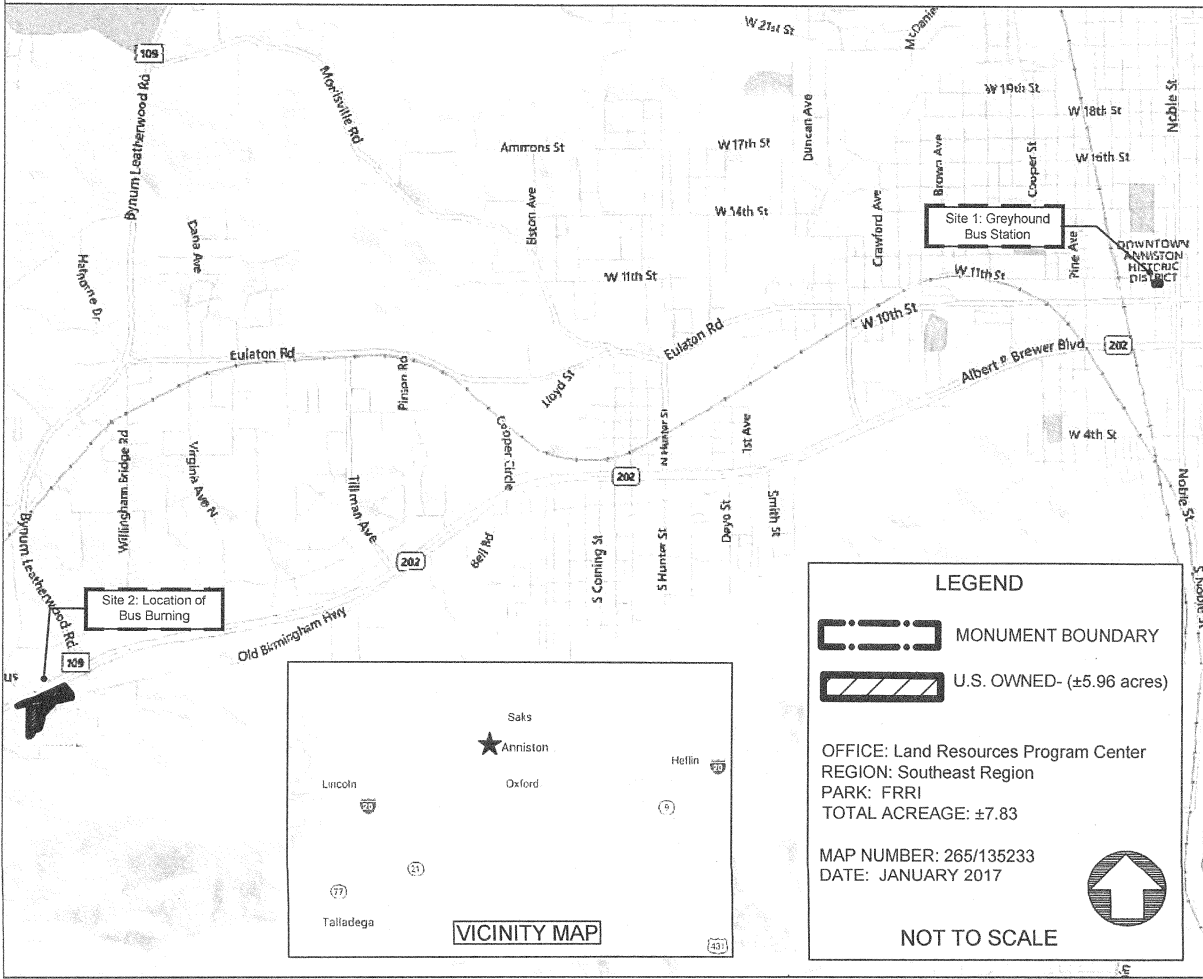 W 21st St
McDaniel
109
Morrisville Rd
Bynum Leatherwood Rd
W 19th St
W 18th St
Noble St
Duncan Ave
Ammons St
W 17th St
Brown Ave
Cooper St
W 16th St
Elston Ave
W 14th St
Crawford Ave
Site 1: Greyhound
Bus Station
Pine Ave
DOWNTOWN
ANNISTON
HISTORIC
DISTRICT
Dana Ave
W 11th St
W 11th St
W 10th St
Eulaton Rd
Eulaton Rd
Albert P Brewer Blvd
202
Pinson Rd
Lloyd St
Cooper Circle
N Hunter St
1st Ave
W 4th St
Willingham Bridge Rd
Virginia Ave N
Tillman Ave
202
Noble St
Bell Rd
S Corning St
S Hunter St
Deyo St
Smith St
202
Bynum Leatherwood Rd
Site 2: Location of
Bus Burning
109
Old Birmingham Hwy
Saks
Anniston
Oxford
Heflin
20
Lincoln
20
9
21
77
Talladega
431
VICINITY MAP
LEGEND
MONUMENT BOUNDARY
U.S. OWNED- (±5.96 acres)
OFFICE: Land Resources Program Center
REGION: Southeast Region
PARK: FRRI
TOTAL ACREAGE: ±7.83
MAP NUMBER: 265/135233
DATE: JANUARY 2017
NOT TO SCALE